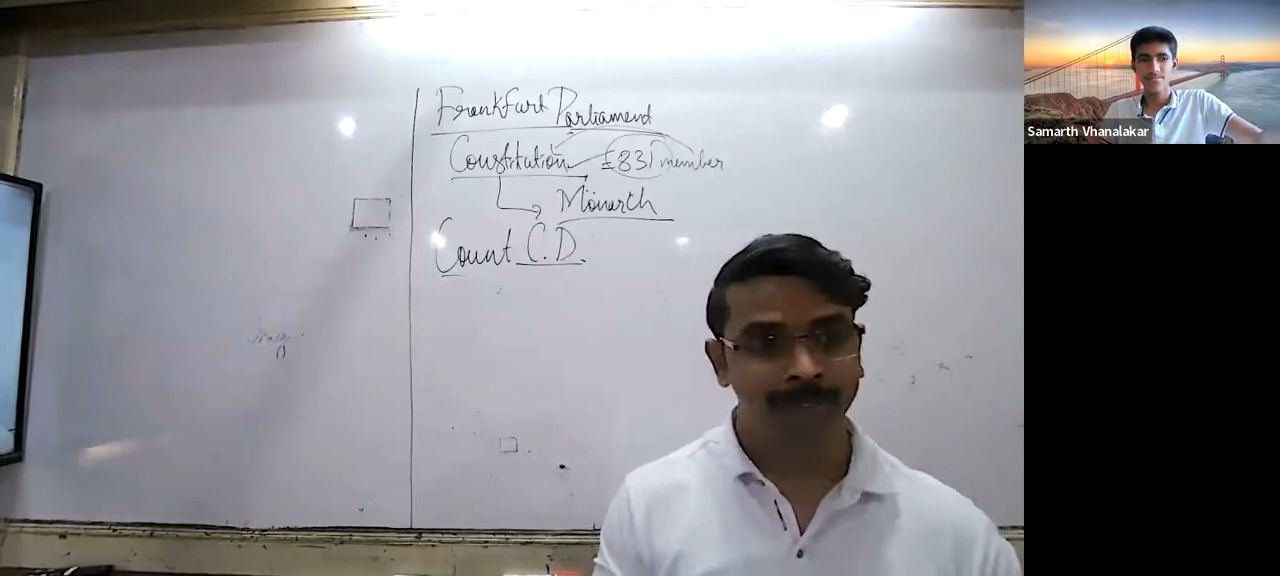 Frankfurt Parliament
Constitution 831 member
Monarch
Count C.D.
Samarth Vhanalakar